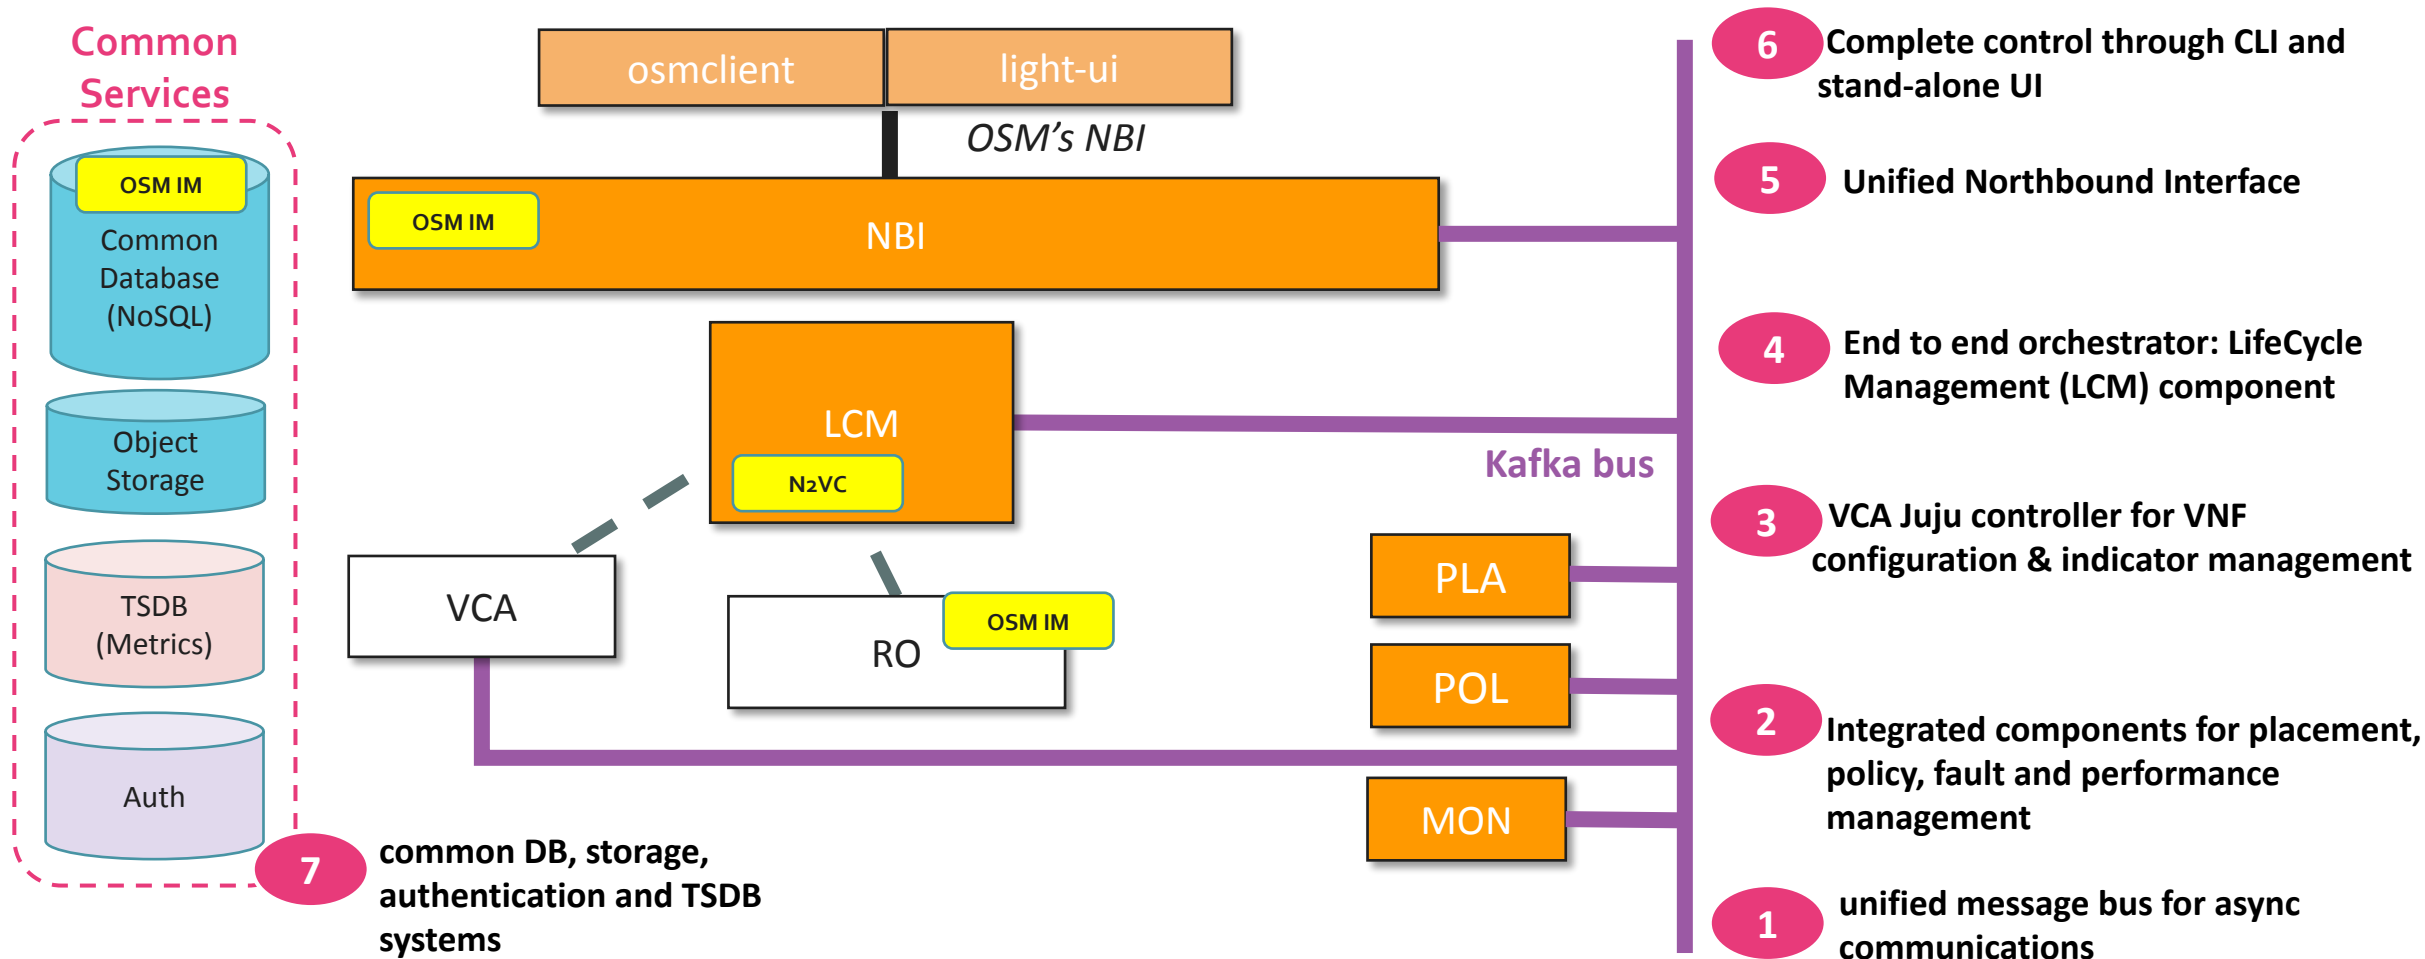 Common
Services
OSM IM
Common
Database
(NoSQL)
Object
Storage
TSDB
(Metrics)
Auth
7
common DB, storage,
authentication and TSDB
systems
osmclient
light-ui
OSM's NBI
OSM IM
NBI
LCM
N2VC
Kafka bus
VCA
RO
OSM IM
PLA
POL
MON
6
Complete control through CLI and
stand-alone UI
5
Unified Northbound Interface
4
End to end orchestrator: LifeCycle
Management (LCM) component
3
VCA Juju controller for VNF
configuration & indicator management
2
Integrated components for placement,
policy, fault and performance
management
1
unified message bus for async
communications